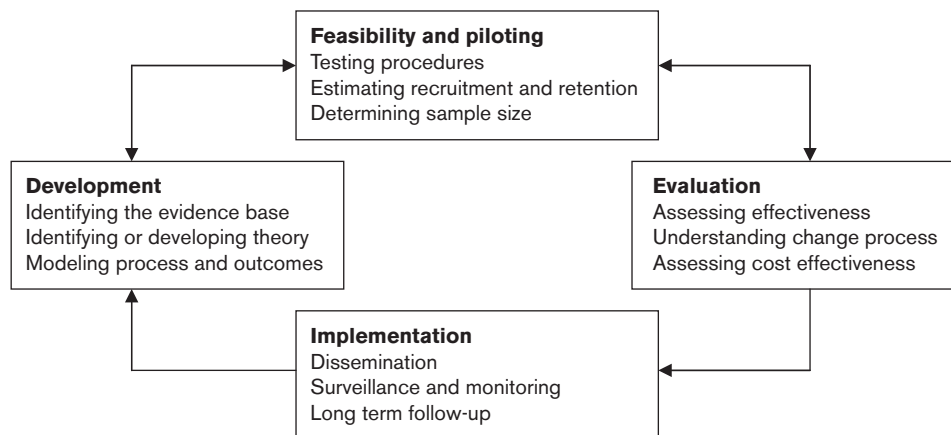 Feasibility and piloting
Testing procedures
Estimating recruitment and retention
Determining sample size
Development
Identifying the evidence base
Identifying or developing theory
Modeling process and outcomes
Evaluation
Assessing effectiveness
Understanding change process
Assessing cost effectiveness
Implementation
Dissemination
Surveillance and monitoring
Long term follow-up